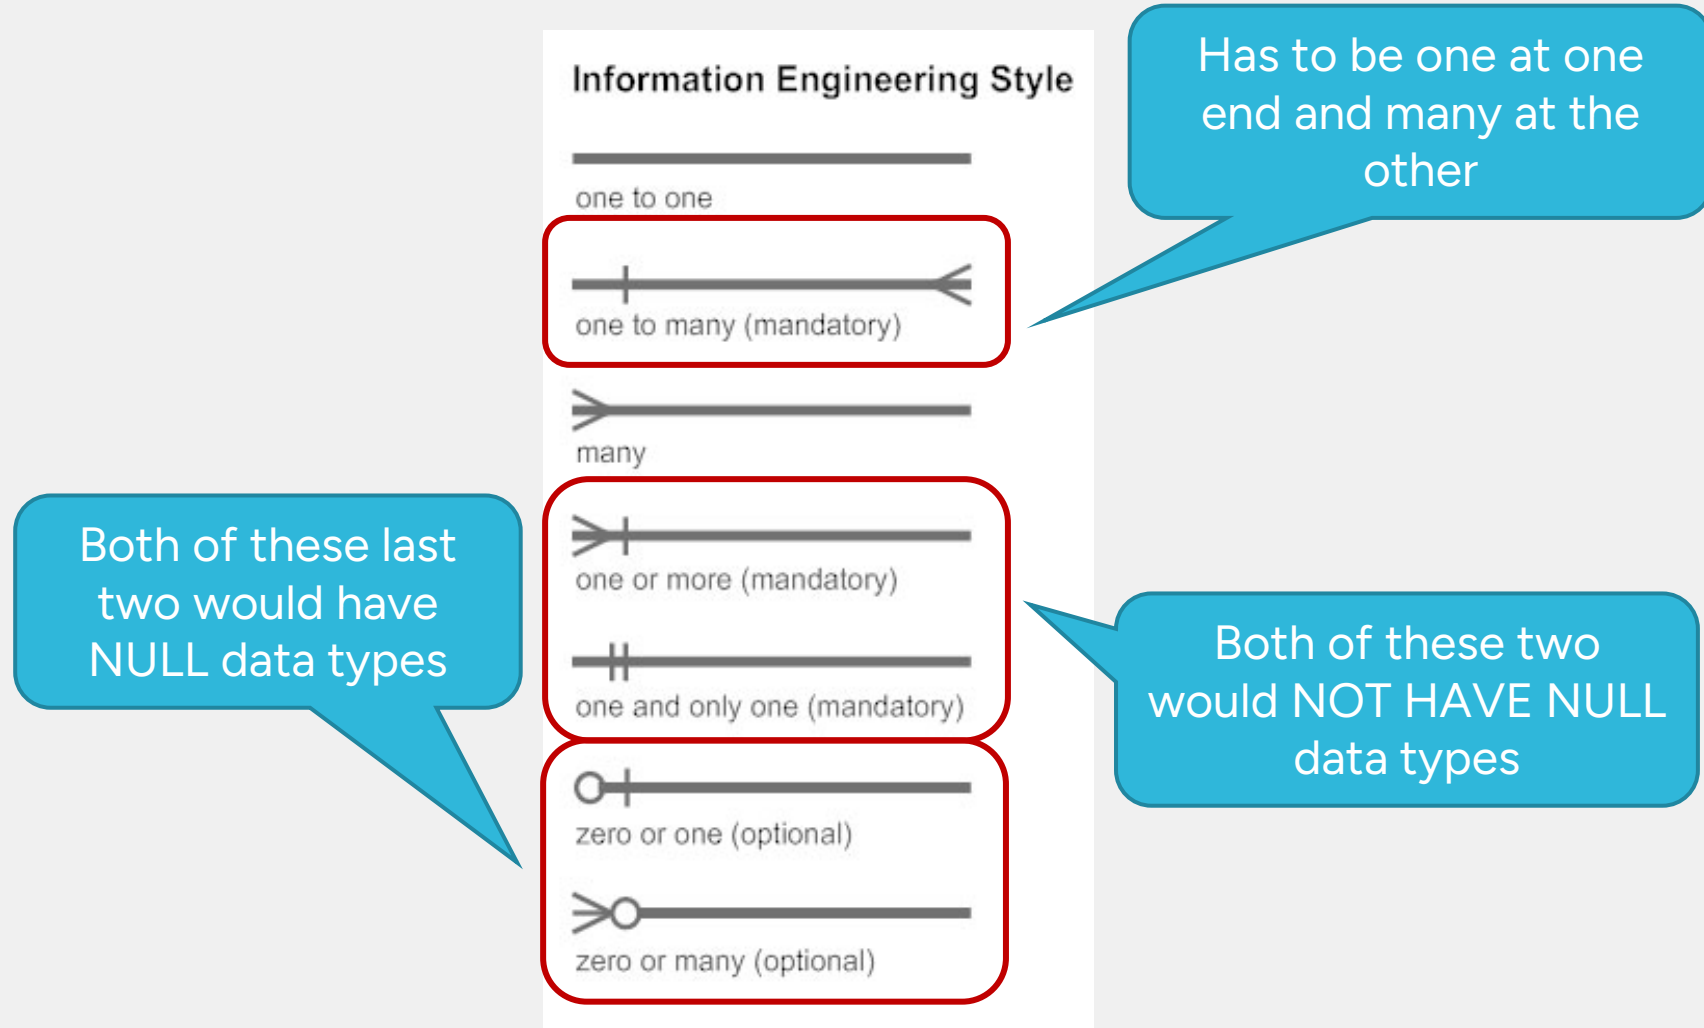 Information Engineering Style
one to one
one to many (mandatory)
many
one or more (mandatory)
one and only one (mandatory)
zero or one (optional)
zero or many (optional)
Has to be one at one
end and many at the
other
Both of these last
two would have
NULL data types
Both of these two
would NOT HAVE NULL
data types